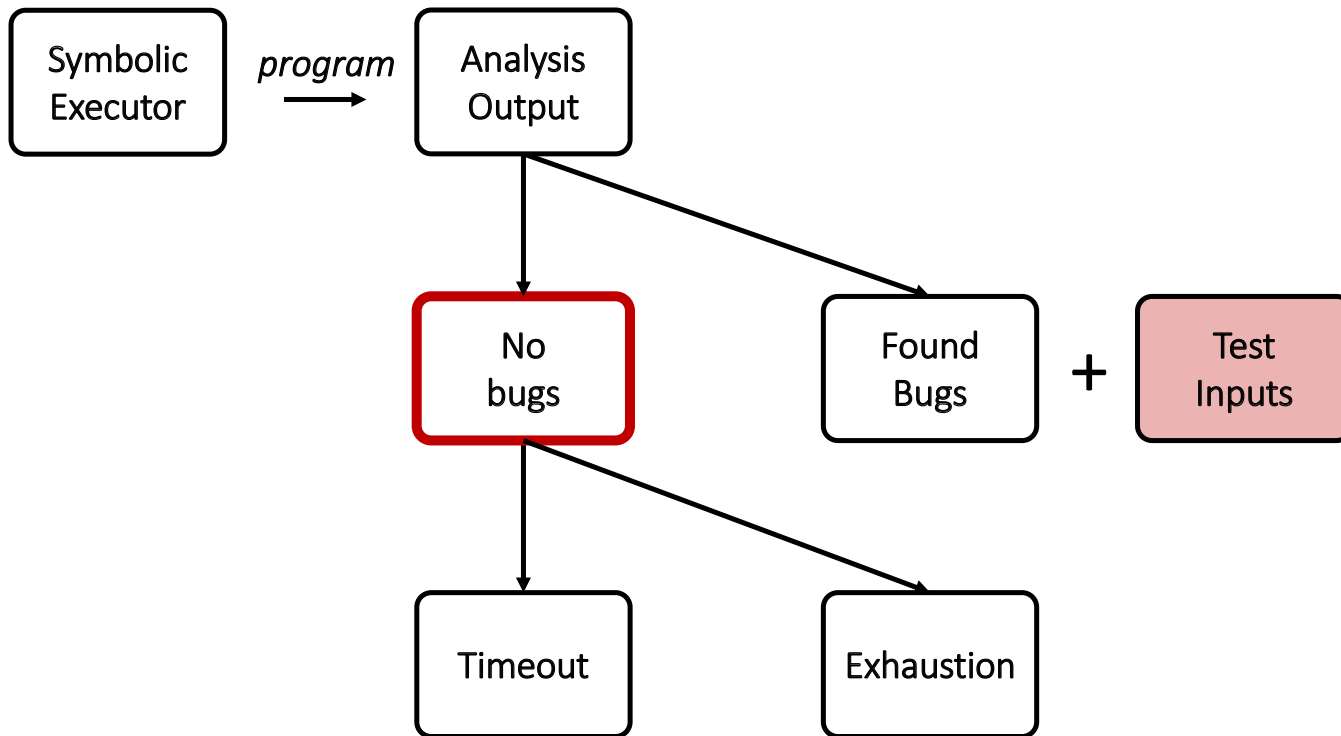 Symbolic
Executor
program
Analysis
Output
No
bugs
Found
Bugs
+
Test
Inputs
Timeout
Exhaustion